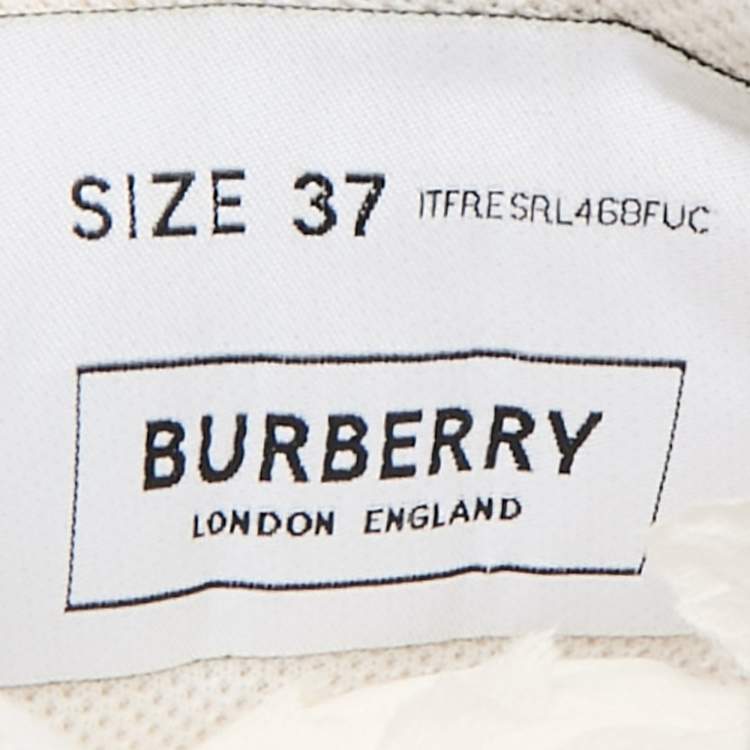 SIZE 37 ITFRESRL468FUC
BURBERRY
LONDON ENGLAND